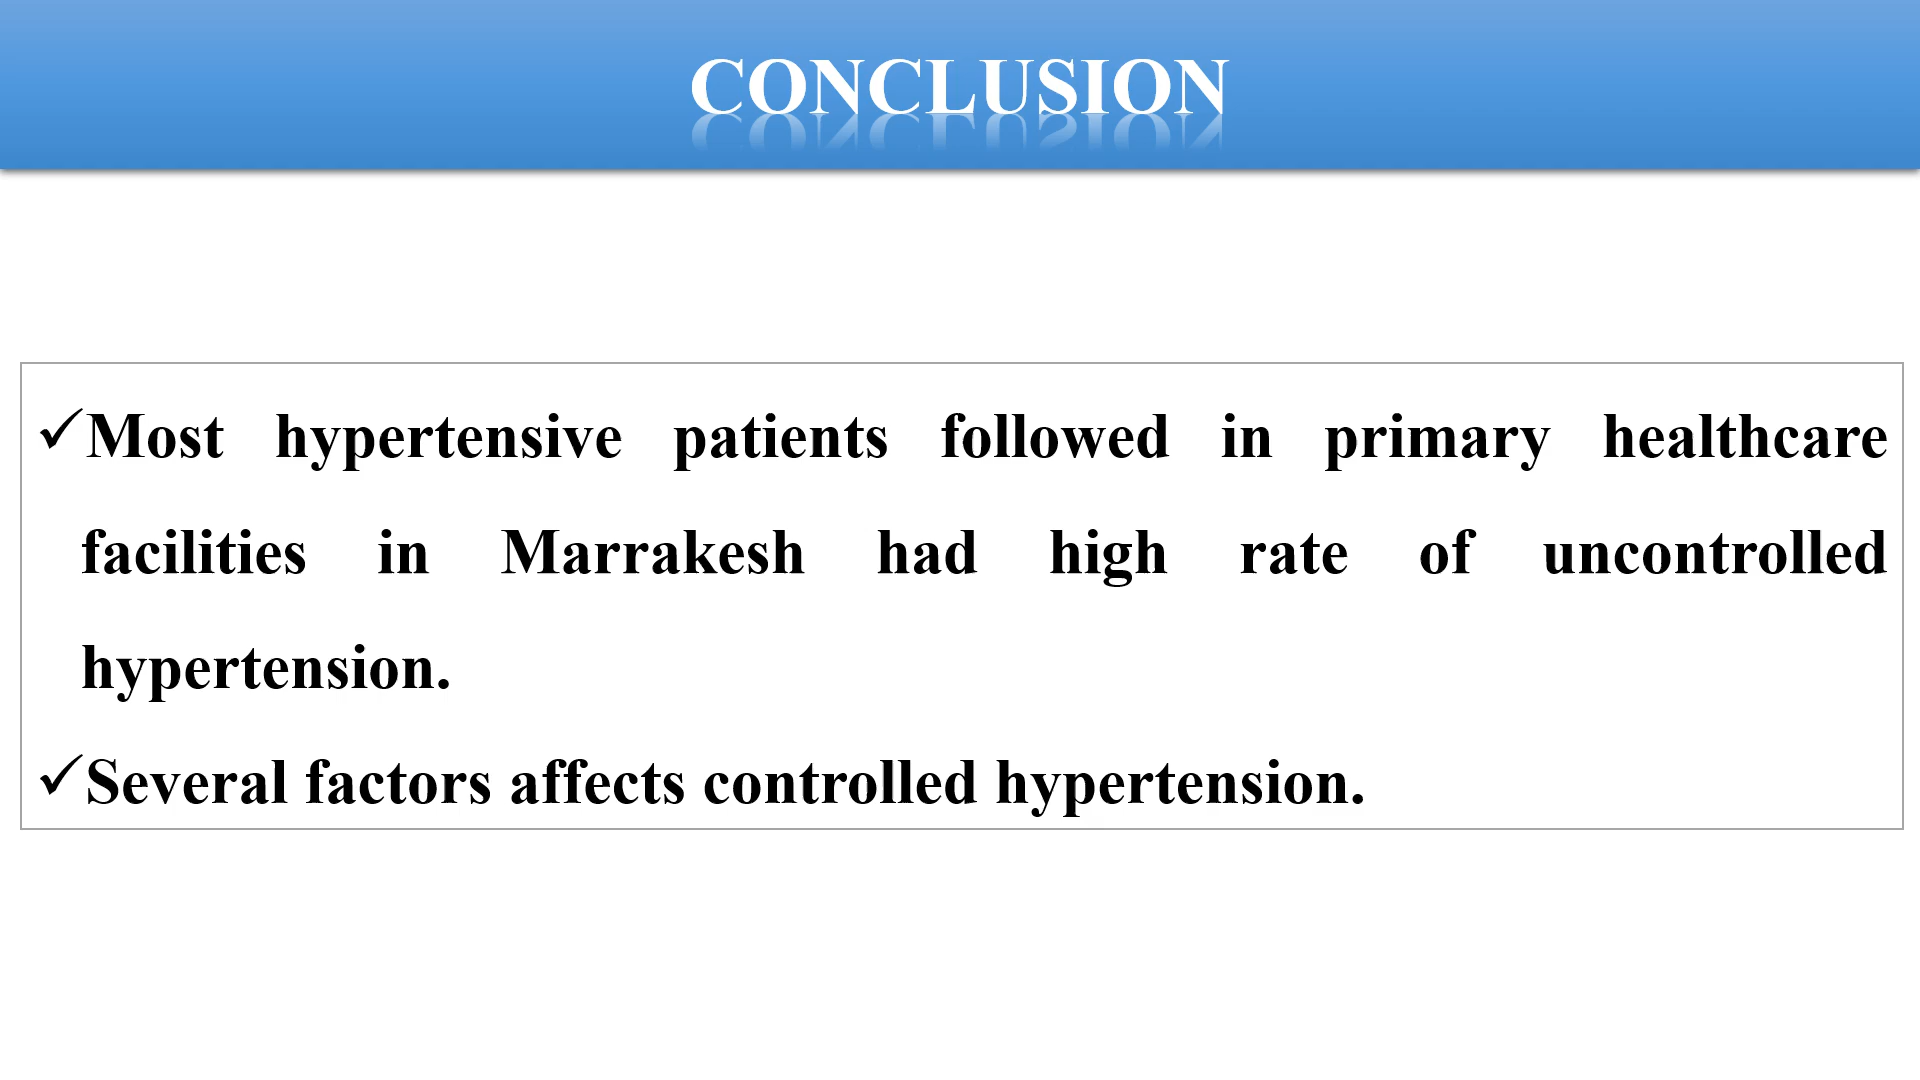 CONCLUSION
✓Most hypertensive patients followed in primary healthcare
facilities in Marrakesh had high rate of uncontrolled
hypertension.
✓Several factors affects controlled hypertension.